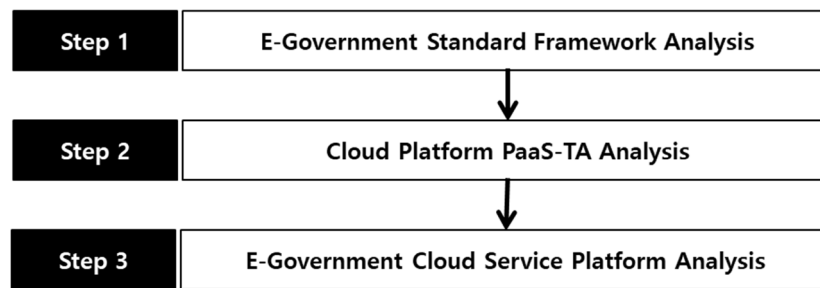 Step 1
E-Government Standard Framework Analysis
Step 2
Cloud Platform PaaS-TA Analysis
Step 3
E-Government Cloud Service Platform Analysis